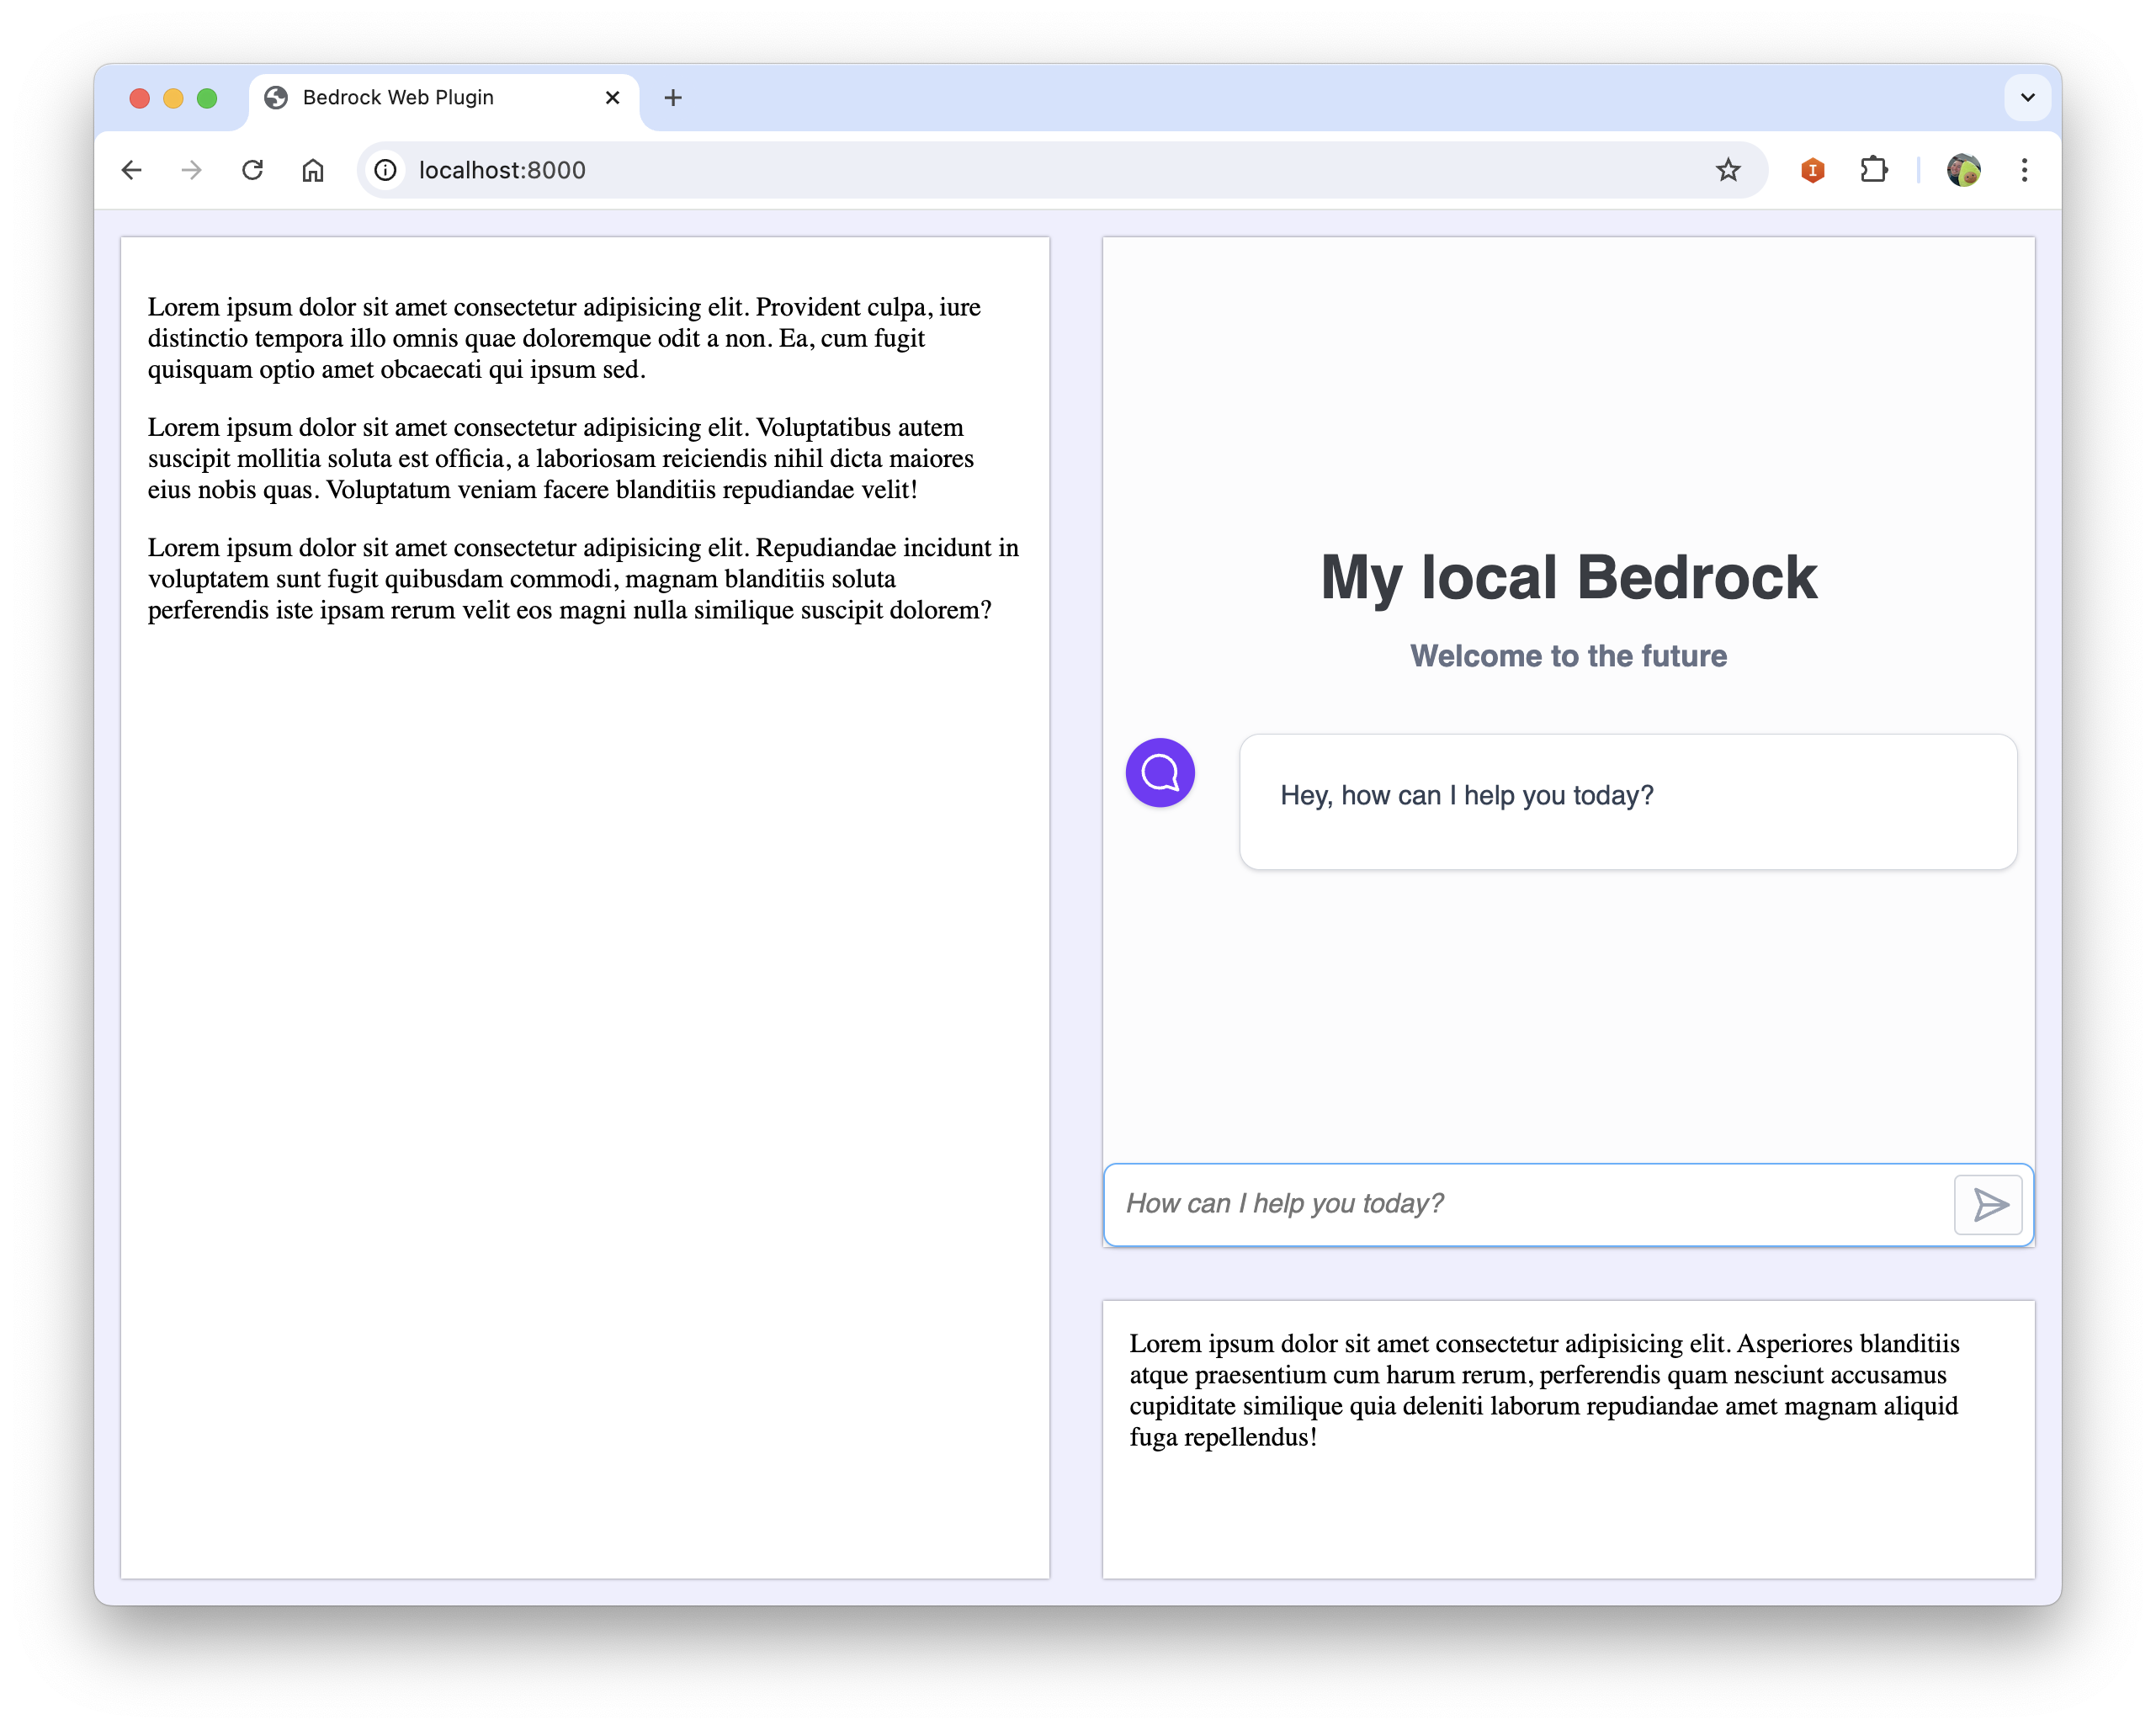 Bedrock Web Plugin
localhost:8000
Lorem ipsum dolor sit amet consectetur adipisicing elit. Provident culpa, iure
distinctio tempora illo omnis quae doloremque odit a non. Ea, cum fugit
quisquam optio amet obcaecati qui ipsum sed.
Lorem ipsum dolor sit amet consectetur adipisicing elit. Voluptatibus autem
suscipit mollitia soluta est officia, a laboriosam reiciendis nihil dicta maiores
eius nobis quas. Voluptatum veniam facere blanditiis repudiandae velit!
Lorem ipsum dolor sit amet consectetur adipisicing elit. Repudiandae incidunt in
voluptatem sunt fugit quibusdam commodi, magnam blanditiis soluta
perferendis iste ipsam rerum velit eos magni nulla similique suscipit dolorem?
My local Bedrock
Welcome to the future
Hey, how can I help you today?
How can I help you today?
Lorem ipsum dolor sit amet consectetur adipisicing elit. Asperiores blanditiis
atque praesentium cum harum rerum, perferendis quam nesciunt accusamus
cupiditate similique quia deleniti laborum repudiandae amet magnam aliquid
fuga repellendus!